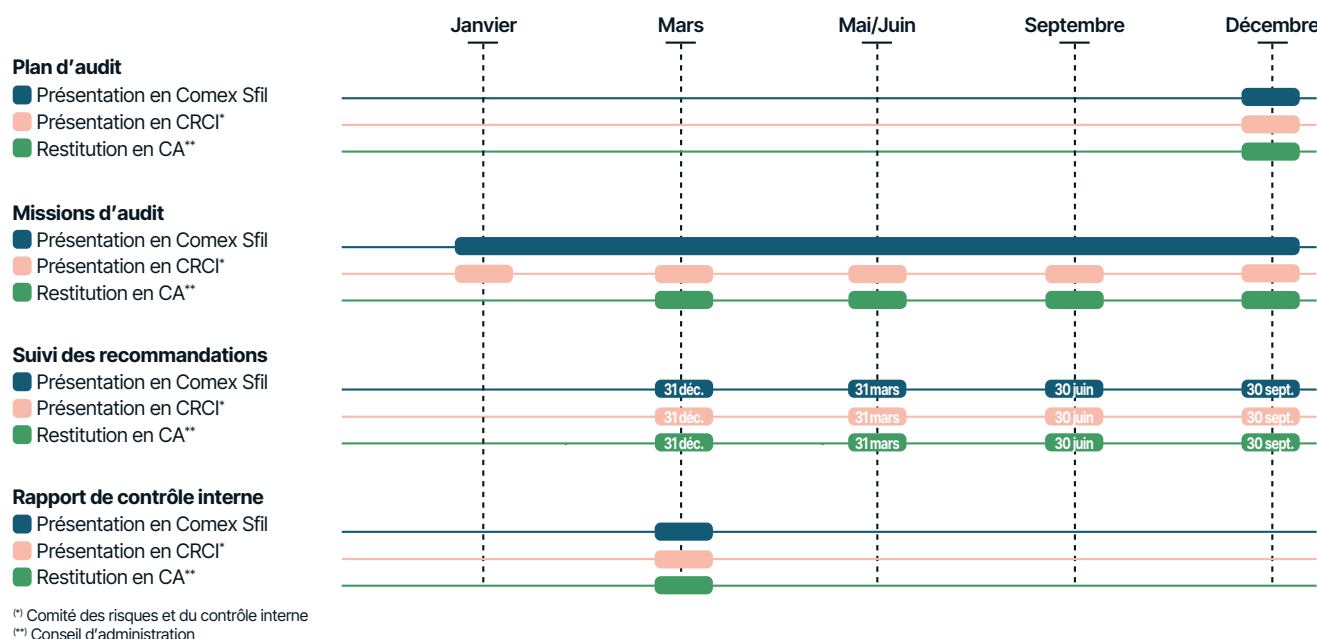 Janvier Mars Mai/Juin Septembre Décembre
Plan d’audit
Présentation en Comex Sfil
Présentation en CRCI*
Restitution en CA**
Missions d’audit
Présentation en Comex Sfil
Présentation en CRCI*
Restitution en CA**
Suivi des recommandations
Présentation en Comex Sfil 31 déc. 31 mars 30 juin 30 sept.
Présentation en CRCI* 31 déc. 31 mars 30 juin 30 sept.
Restitution en CA** 31 déc. 31 mars 30 juin 30 sept.
Rapport de contrôle interne
Présentation en Comex Sfil
Présentation en CRCI*
Restitution en CA**
(*) Comité des risques et du contrôle interne
(**) Conseil d’administration